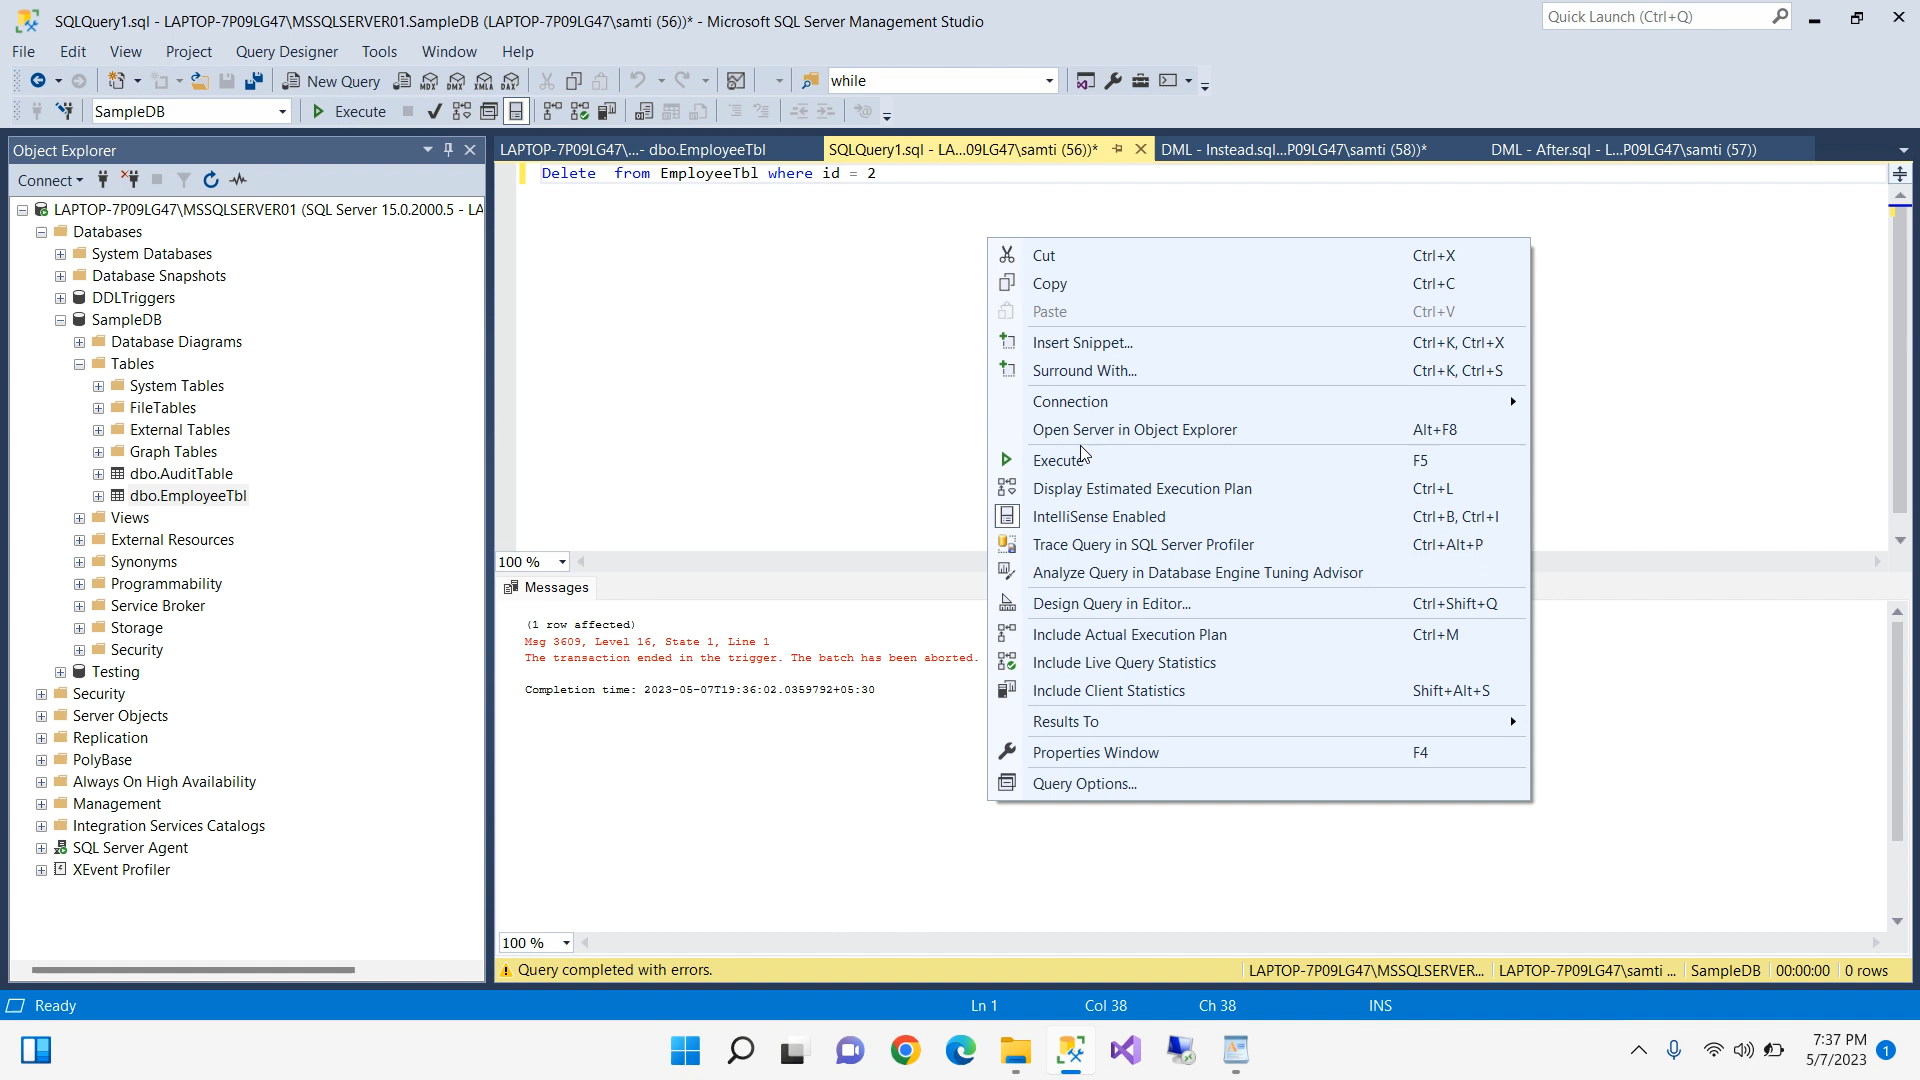 SQLQuery1.sql - LAPTOP-7P09LG47\MSSQLSERVER01.SampleDB (LAPTOP-7P09LG47\samti (56))* - Microsoft SQL Server Management Studio
Quick Launch (Ctrl+Q)
File Edit View Project Query Designer Tools Window Help
New Query MDX DMX XMLA DAX while
SampleDB Execute
Object Explorer
LAPTOP-7P09LG47\...- dbo.EmployeeTbl SQLQuery1.sql - LA...09LG47\samti (56))* DML - Instead.sql...P09LG47\samti (58))* DML - After.sql - L...P09LG47\samti (57))
Connect
Delete from EmployeeTbl where id = 2
LAPTOP-7P09LG47\MSSQLSERVER01 (SQL Server 15.0.2000.5 - LA
Databases
System Databases
Database Snapshots
DDLTriggers
SampleDB
Database Diagrams
Tables
System Tables
FileTables
External Tables
Graph Tables
dbo.AuditTable
dbo.EmployeeTbl
Views
External Resources
Synonyms
Programmability
Service Broker
Storage
Security
Testing
Security
Server Objects
Replication
PolyBase
Always On High Availability
Management
Integration Services Catalogs
SQL Server Agent
XEvent Profiler
Cut Ctrl+X
Copy Ctrl+C
Paste Ctrl+V
Insert Snippet... Ctrl+K, Ctrl+X
Surround With... Ctrl+K, Ctrl+S
Connection
Open Server in Object Explorer Alt+F8
Execute F5
Display Estimated Execution Plan Ctrl+L
IntelliSense Enabled Ctrl+B, Ctrl+I
Trace Query in SQL Server Profiler Ctrl+Alt+P
Analyze Query in Database Engine Tuning Advisor
Design Query in Editor... Ctrl+Shift+Q
Include Actual Execution Plan Ctrl+M
Include Live Query Statistics
Include Client Statistics Shift+Alt+S
Results To
Properties Window F4
Query Options...
100 %
Messages
(1 row affected)
Msg 3609, Level 16, State 1, Line 1
The transaction ended in the trigger. The batch has been aborted.
Completion time: 2023-05-07T19:36:02.0359792+05:30
100 %
Query completed with errors. LAPTOP-7P09LG47\MSSQLSERVER... LAPTOP-7P09LG47\samti ... SampleDB 00:00:00 0 rows
Ready Ln 1 Col 38 Ch 38 INS
7:37 PM
5/7/2023 1